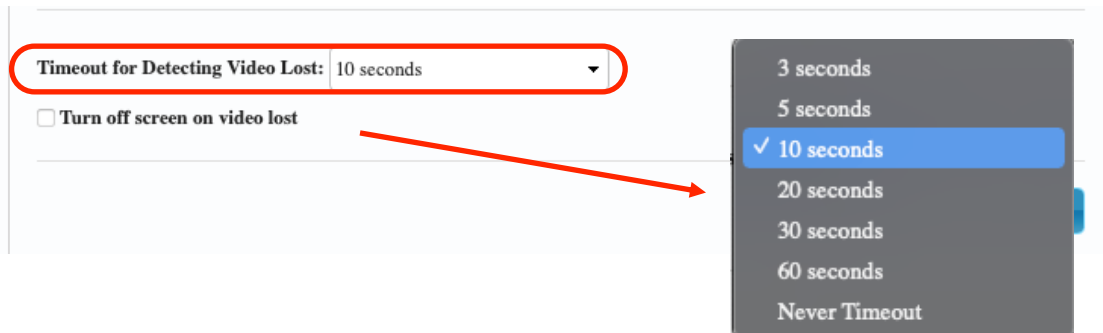 Timeout for Detecting Video Lost: 10 seconds
Turn off screen on video lost
3 seconds
5 seconds
✓ 10 seconds
20 seconds
30 seconds
60 seconds
Never Timeout